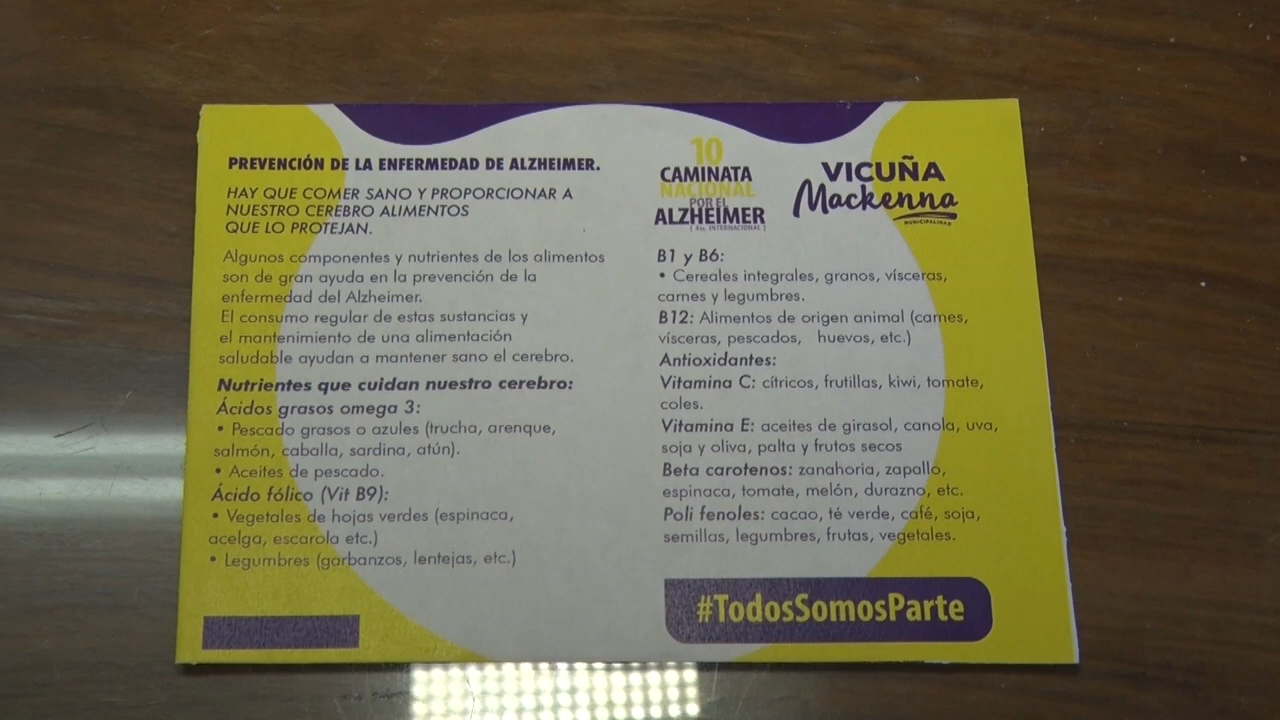 PREVENCIÓN DE LA ENFERMEDAD DE ALZHEIMER.
HAY QUE COMER SANO Y PROPORCIONAR A
NUESTRO CEREBRO ALIMENTOS
QUE LO PROTEJAN.
Algunos componentes y nutrientes de los alimentos
son de gran ayuda en la prevención de la
enfermedad del Alzheimer.
El consumo regular de estas sustancias y
el mantenimiento de una alimentación
saludable ayudan a mantener sano el cerebro.
Nutrientes que cuidan nuestro cerebro:
Ácidos grasos omega 3:
• Pescado grasos o azules (trucha, arenque,
salmón, caballa, sardina, atún).
• Aceites de pescado.
Ácido fólico (Vit B9):
• Vegetales de hojas verdes (espinaca,
acelga, escarola etc.)
• Legumbres (garbanzos, lentejas, etc.)
10
CAMINATA
NACIONAL
POR EL
ALZHEIMER
[ 4ta. INTERNACIONAL ]
VICUÑA
Mackenna
MUNICIPALIDAD
B1 y B6:
• Cereales integrales, granos, vísceras,
carnes y legumbres.
B12: Alimentos de origen animal (carnes,
vísceras, pescados, huevos, etc.)
Antioxidantes:
Vitamina C: cítricos, frutillas, kiwi, tomate,
coles.
Vitamina E: aceites de girasol, canola, uva,
soja y oliva, palta y frutos secos
Beta carotenos: zanahoria, zapallo,
espinaca, tomate, melón, durazno, etc.
Poli fenoles: cacao, té verde, café, soja,
semillas, legumbres, frutas, vegetales.
#TodosSomosParte